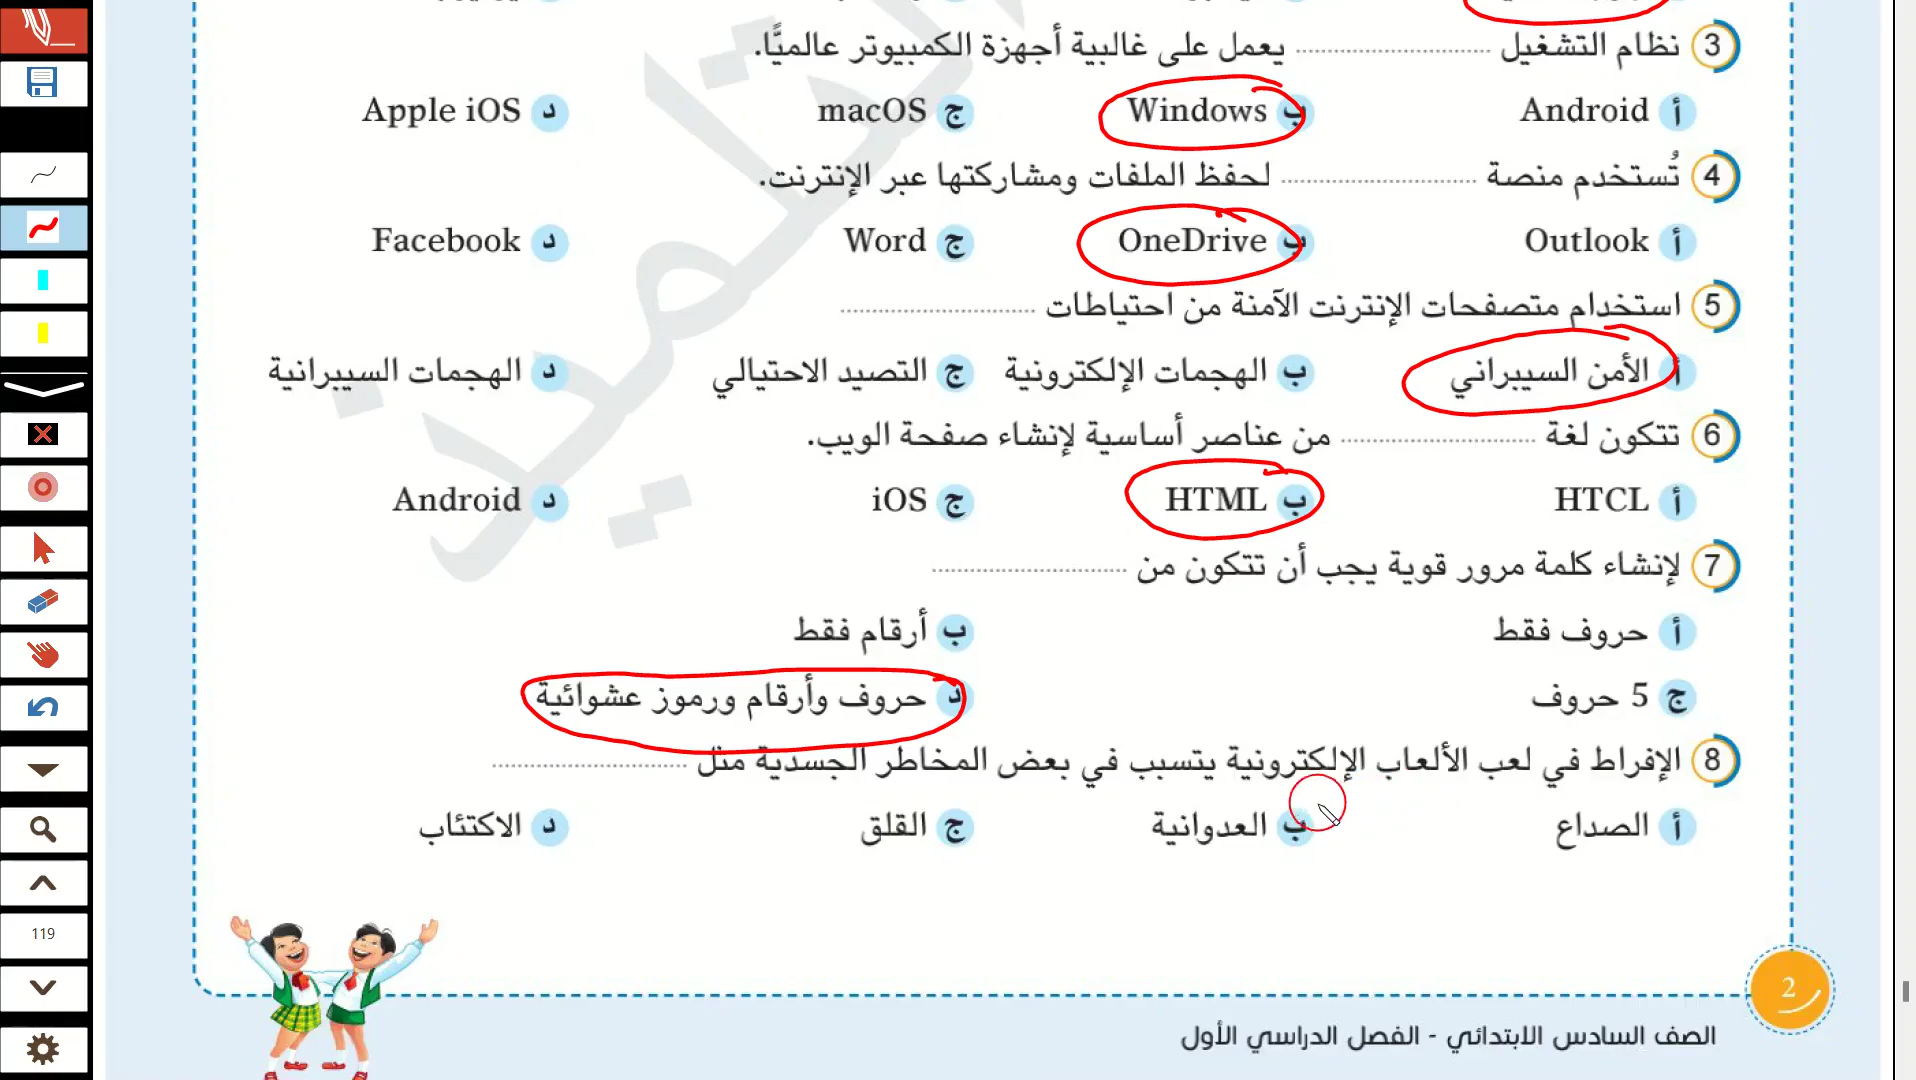 3 نظام التشغيل ........................ يعمل على غالبية أجهزة الكمبيوتر عالميًّا.
أ Android ب Windows ج macOS د Apple iOS
4 تُستخدم منصة ........................ لحفظ الملفات ومشاركتها عبر الإنترنت.
أ Outlook ب OneDrive ج Word د Facebook
5 استخدام متصفحات الإنترنت الآمنة من احتياطات ........................
أ الأمن السيبراني ب الهجمات الإلكترونية ج التصيد الاحتيالي د الهجمات السيبرانية
6 تتكون لغة ........................ من عناصر أساسية لإنشاء صفحة الويب.
أ HTCL ب HTML ج iOS د Android
7 لإنشاء كلمة مرور قوية يجب أن تتكون من ........................
أ حروف فقط ب أرقام فقط
ج 5 حروف د حروف وأرقام ورموز عشوائية
8 الإفراط في لعب الألعاب الإلكترونية يتسبب في بعض المخاطر الجسدية مثل ........................
أ الصداع ب العدوانية ج القلق د الاكتئاب
2
الصف السادس الابتدائي - الفصل الدراسي الأول
119